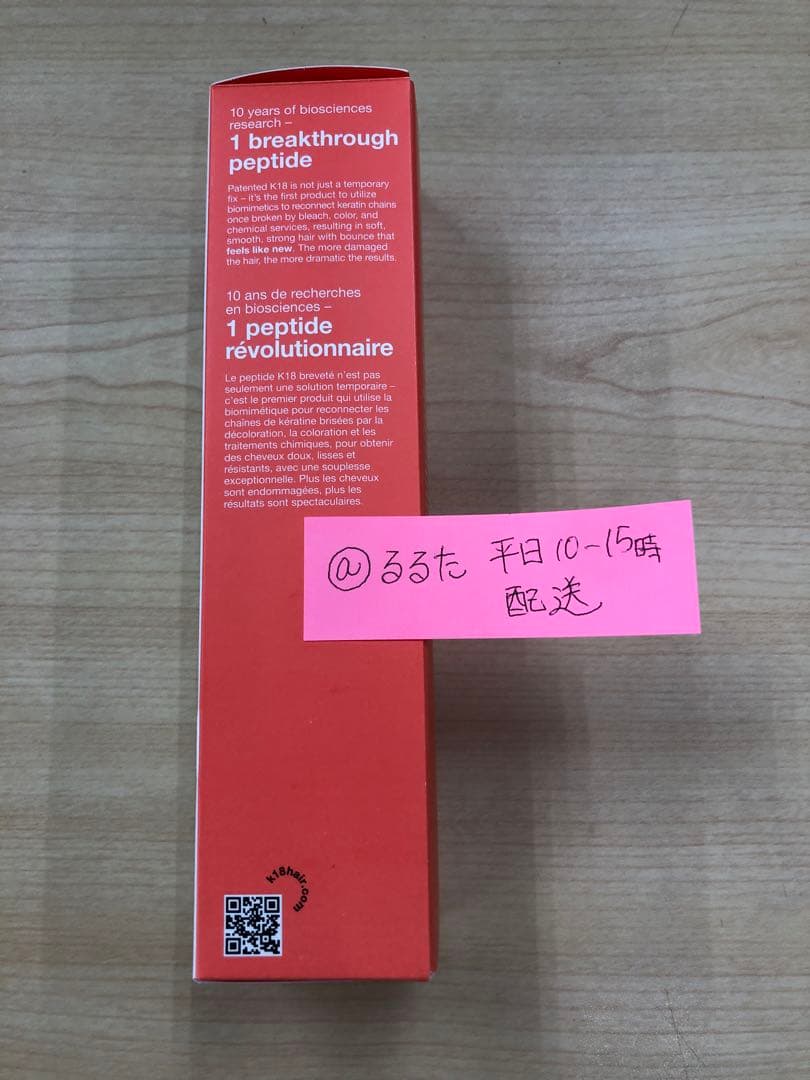 10 years of biosciences
research –
1 breakthrough
peptide
Patented K18 is not just a temporary
fix – it's the first product to utilize
biomimetics to reconnect keratin chains
once broken by bleach, color, and
chemical services, resulting in soft,
smooth, strong hair with bounce that
feels like new. The more damaged
the hair, the more dramatic the results.
10 ans de recherches
en biosciences –
1 peptide
révolutionnaire
Le peptide K18 breveté n'est pas
seulement une solution temporaire –
c'est le premier produit qui utilise la
biomimétique pour reconnecter les
chaînes de kératine brisées par la
décoloration, la coloration et les
traitements chimiques, pour obtenir
des cheveux doux, lisses et
résistants, avec une souplesse
exceptionnelle. Plus les cheveux
sont endommagées, plus les
résultats sont spectaculaires.
@るるた 平日10-15時
配送
k18hair.com